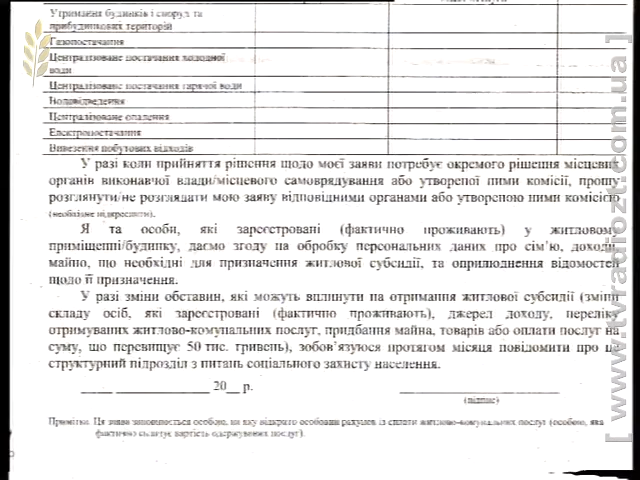 Утримання будинків і споруд та
прибудинкових територій
Газопостачання
Централізоване постачання холодної
води
Централізоване постачання гарячої води
Водовідведення
Централізоване опалення
Електропостачання
Вивезення побутових відходів
У разі коли прийняття рішення щодо моєї заяви потребує окремого рішення місцевих
органів виконавчої влади/місцевого самоврядування або утвореної ними комісії, прошу
розглянути/не розглядати мою заяву відповідними органами або утвореною ними комісією
(необхідне підкреслити).
Я та особи, які зареєстровані (фактично проживають) у житловому
приміщенні/будинку, даємо згоду на обробку персональних даних про сім'ю, доходи,
майно, що необхідні для призначення житлової субсидії, та оприлюднення відомостей
щодо її призначення.
У разі зміни обставин, які можуть вплинути на отримання житлової субсидії (зміни
складу осіб, які зареєстровані (фактично проживають), джерел доходу, переліку
отримуваних житлово-комунальних послуг, придбання майна, товарів або оплати послуг на
суму, що перевищує 50 тис. гривень), зобов'язуюся протягом місяця повідомити про це
структурний підрозділ з питань соціального захисту населення.
____ ____________ 20__ р. ____________________
(підпис)
Примітка. Ця заява заповнюється особою, на яку відкрито особовий рахунок із сплати житлово-комунальних послуг (особою, яка
фактично сплачує вартість одержуваних послуг).
[ www.tvradiozt.com.ua ]